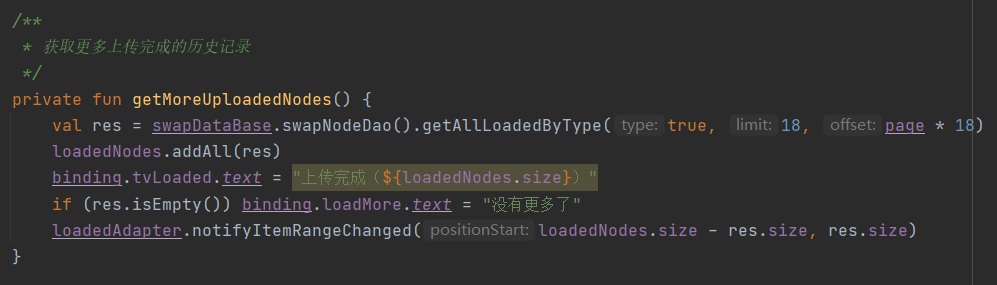 /**
 * 获取更多上传完成的历史记录
 */
private fun getMoreUploadedNodes() {
    val res = swapDataBase.swapNodeDao().getAllLoadedByType( type: true, limit: 18, offset: page * 18)
    loadedNodes.addAll(res)
    binding.tvLoaded.text = "上传完成（${loadedNodes.size}）"
    if (res.isEmpty()) binding.loadMore.text = "没有更多了"
    loadedAdapter.notifyItemRangeChanged( positionStart: loadedNodes.size - res.size, res.size)
}